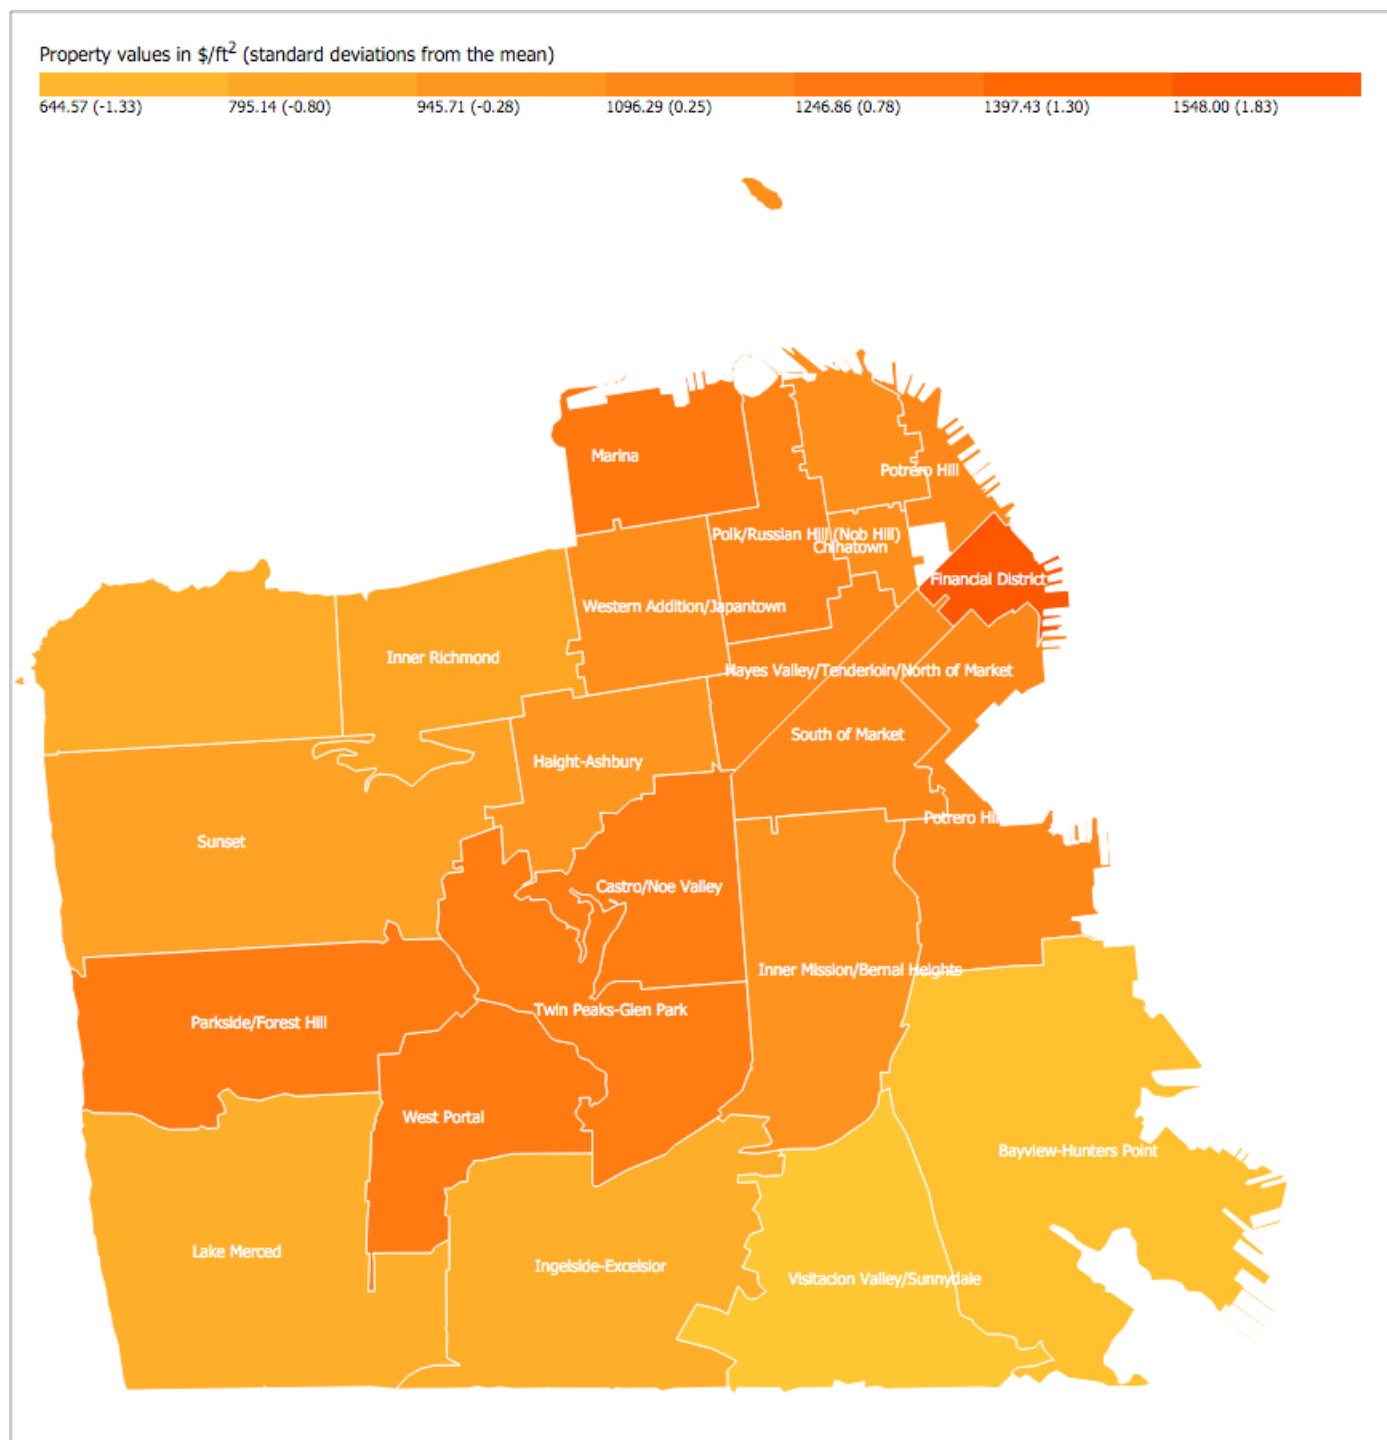 Property values in $/ft² (standard deviations from the mean)
644.57 (-1.33) 795.14 (-0.80) 945.71 (-0.28) 1096.29 (0.25) 1246.86 (0.78) 1397.43 (1.30) 1548.00 (1.83)
Marina
Potrero Hill
Polk/Russian Hill (Nob Hill)
Chinatown
Financial District
Western Addition/Japantown
Inner Richmond
Hayes Valley/Tenderloin/North of Market
South of Market
Haight-Ashbury
Potrero Hil
Sunset
Castro/Noe Valley
Inner Mission/Bernal Heights
Twin Peaks-Glen Park
Parkside/Forest Hill
West Portal
Bayview-Hunters Point
Lake Merced
Ingelside-Excelsior
Visitacion Valley/Sunnydale